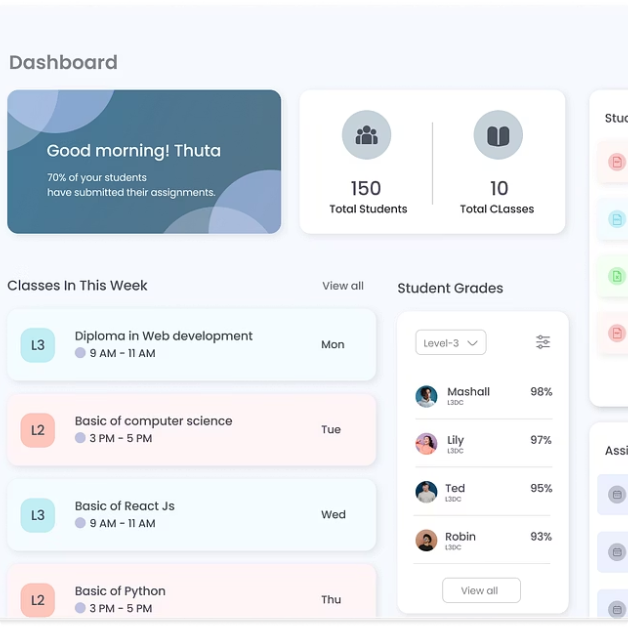 Dashboard
Good morning! Thuta
70% of your students
have submitted their assignments.
150
Total Students
10
Total CLasses
Classes In This Week
View all
L3
Diploma in Web development
9 AM - 11 AM
Mon
L2
Basic of computer science
3 PM - 5 PM
Tue
L3
Basic of React Js
9 AM - 11 AM
Wed
L2
Basic of Python
3 PM - 5 PM
Thu
Student Grades
Level-3
Mashall
L3DC
98%
Lily
L3DC
97%
Ted
L3DC
95%
Robin
L3DC
93%
View all
Stud
Assi